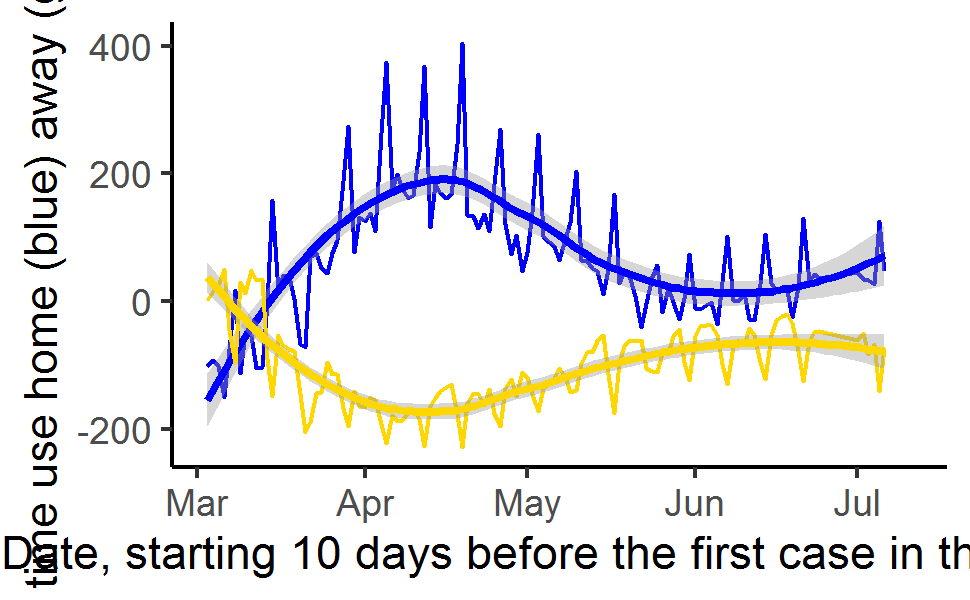 time use home (blue) away (
400
200
0
-200
Mar Apr May Jun Jul
Date, starting 10 days before the first case in th